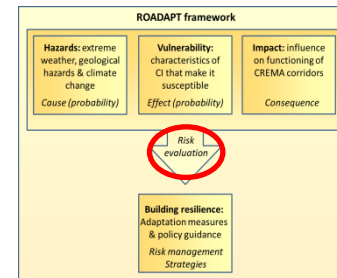 ROADAPT framework
Hazards: extreme
weather, geological
hazards & climate
change
Cause (probability)
Vulnerability:
characteristics of
CI that make it
susceptible
Effect (probability)
Impact: influence
on functioning of
CREMA corridors
Consequence
Risk
evaluation
Building resilience:
Adaptation measures
& policy guidance
Risk management
Strategies